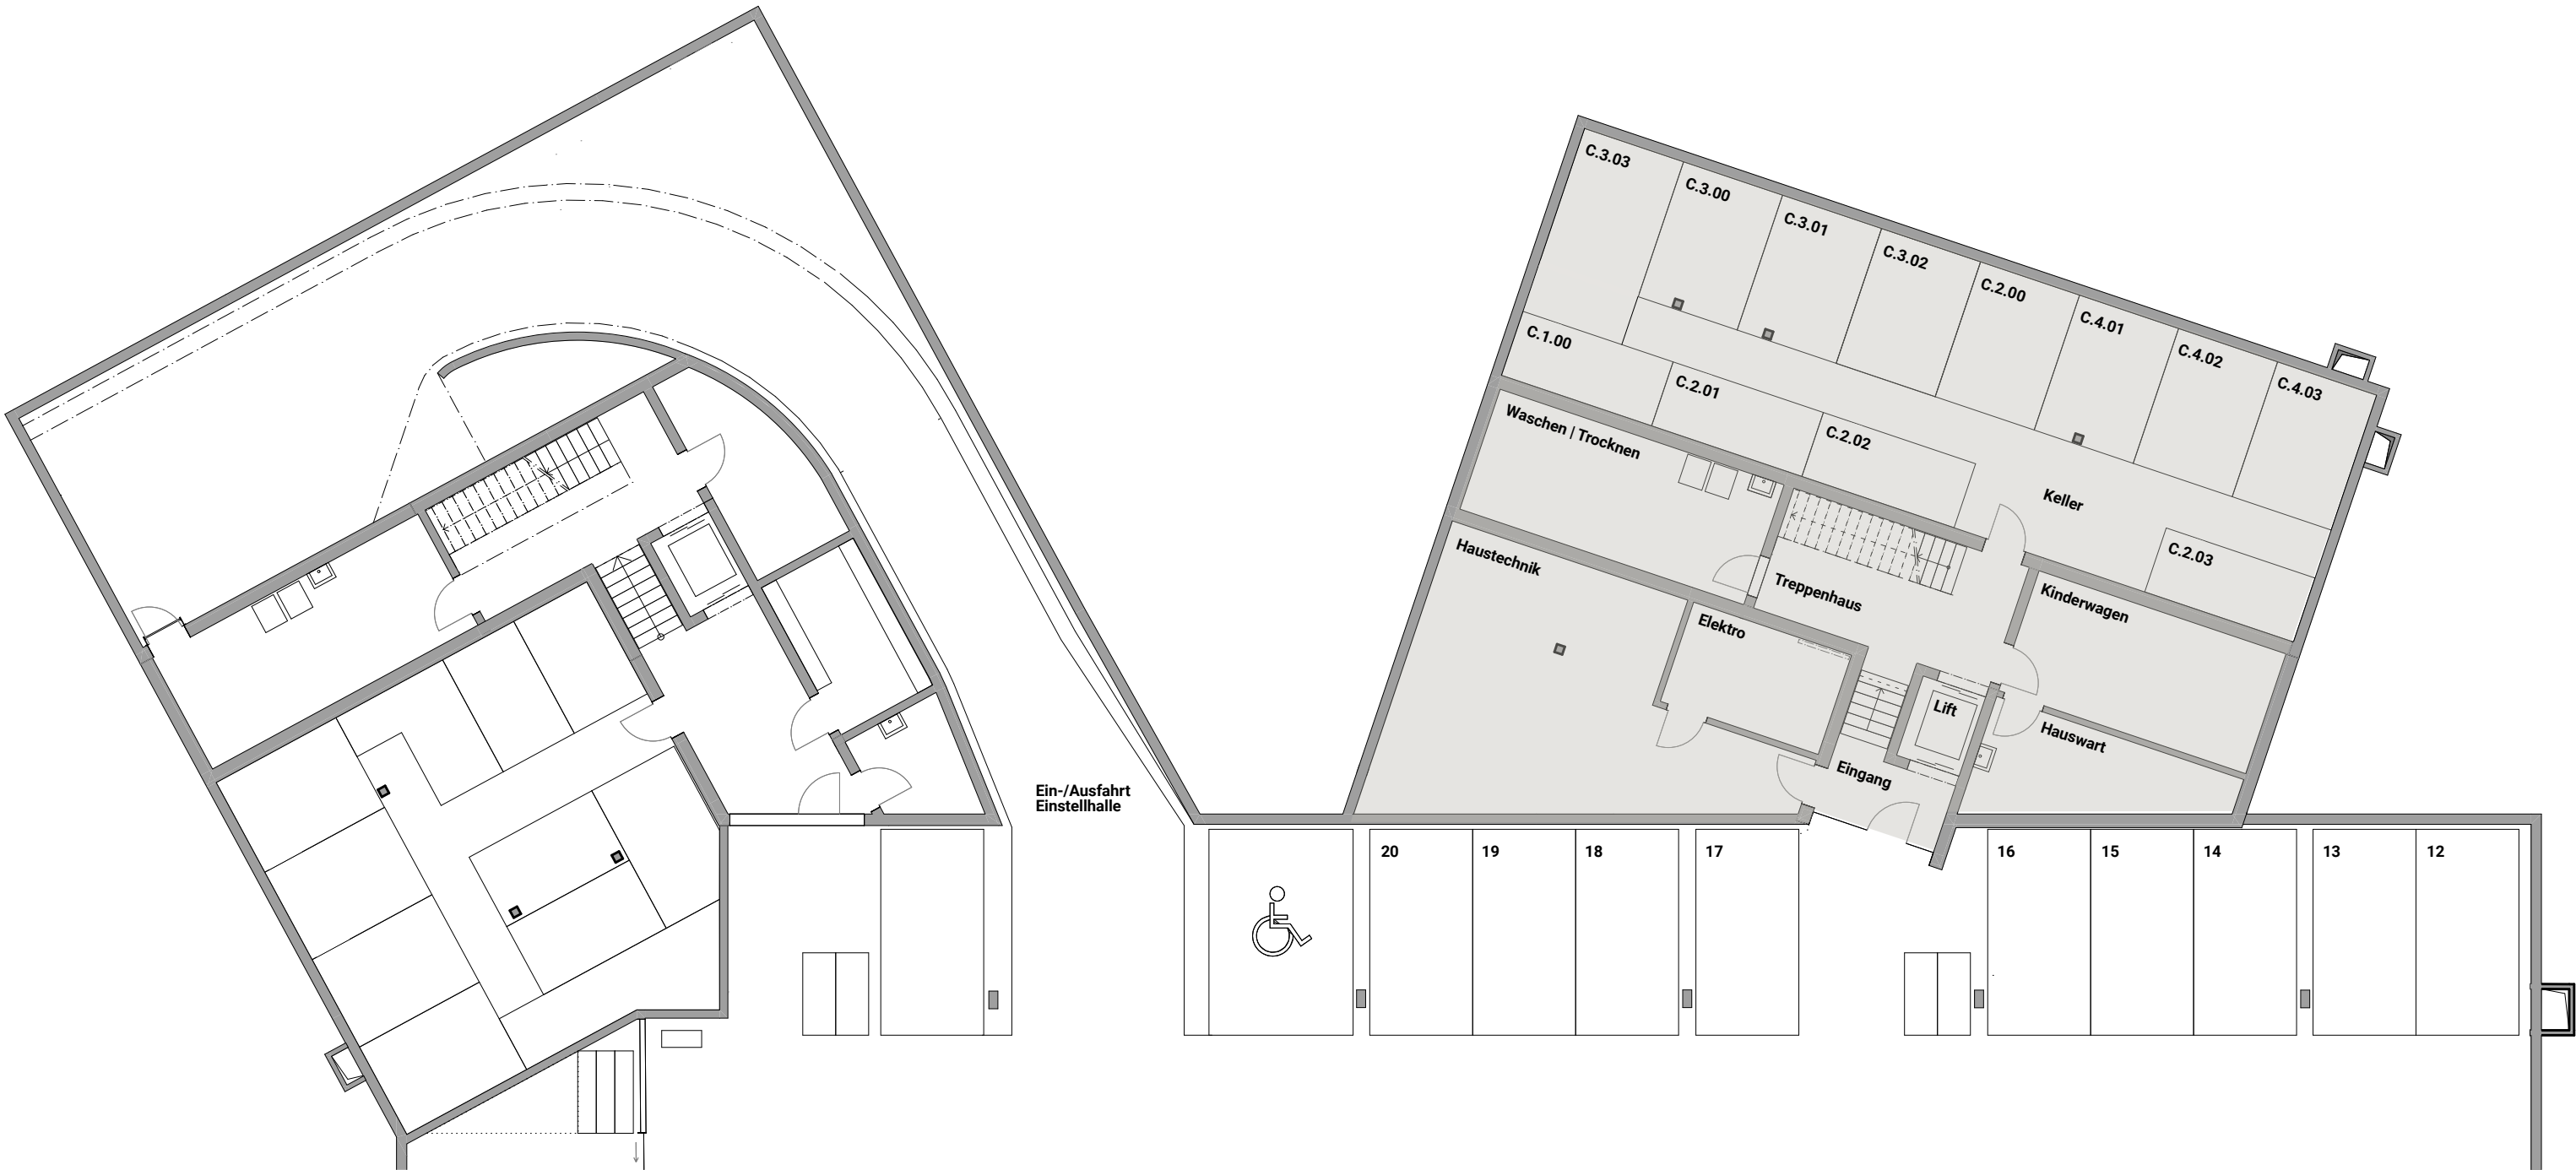 C.3.03
C.3.00
C.3.01
C.3.02
C.2.00
C.4.01
C.4.02
C.4.03
C.1.00
C.2.01
C.2.02
Waschen / Trocknen
Keller
C.2.03
Haustechnik
Treppenhaus
Kinderwagen
Elektro
Lift
Hauswart
Eingang
Ein-/Ausfahrt
Einstellhalle
20
19
18
17
16
15
14
13
12